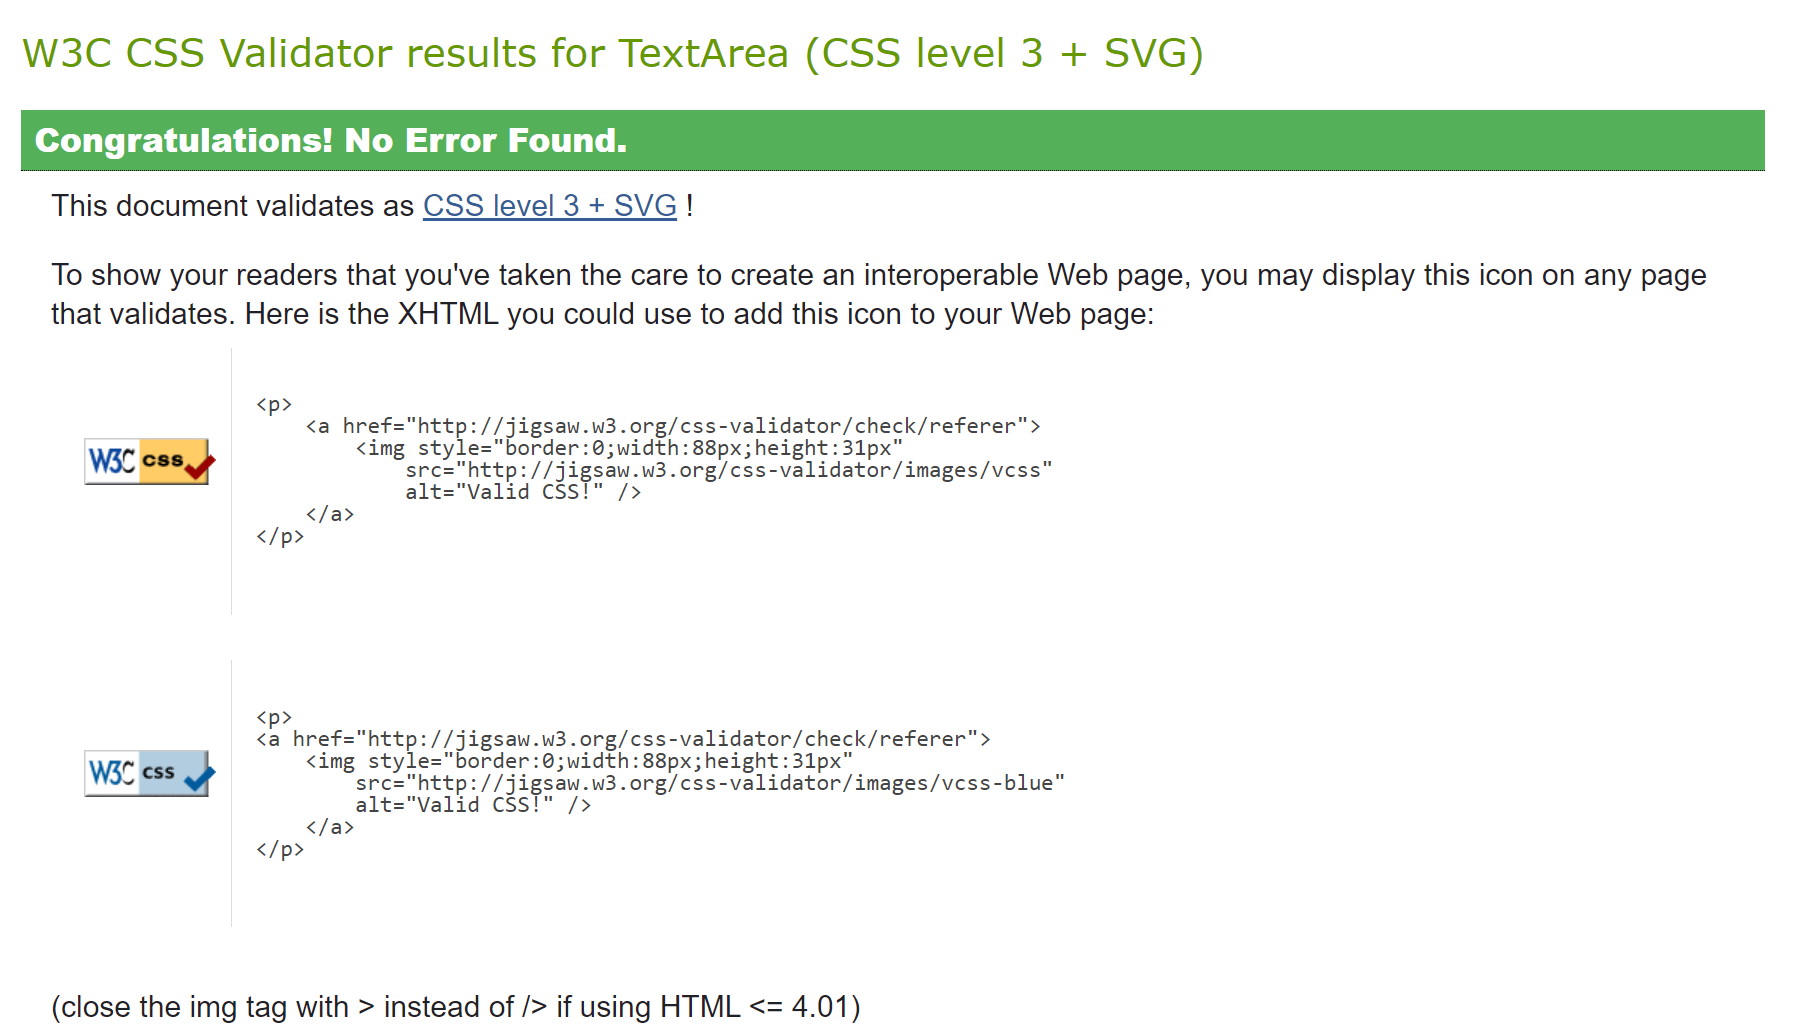 W3C CSS Validator results for TextArea (CSS level 3 + SVG)
Congratulations! No Error Found.
This document validates as CSS level 3 + SVG !
To show your readers that you've taken the care to create an interoperable Web page, you may display this icon on any page
that validates. Here is the XHTML you could use to add this icon to your Web page:
W3C css
<p>
    <a href="http://jigsaw.w3.org/css-validator/check/referer">
        <img style="border:0;width:88px;height:31px"
            src="http://jigsaw.w3.org/css-validator/images/vcss"
            alt="Valid CSS!" />
    </a>
</p>
W3C css
<p>
<a href="http://jigsaw.w3.org/css-validator/check/referer">
    <img style="border:0;width:88px;height:31px"
        src="http://jigsaw.w3.org/css-validator/images/vcss-blue"
        alt="Valid CSS!" />
    </a>
</p>
(close the img tag with > instead of /> if using HTML <= 4.01)